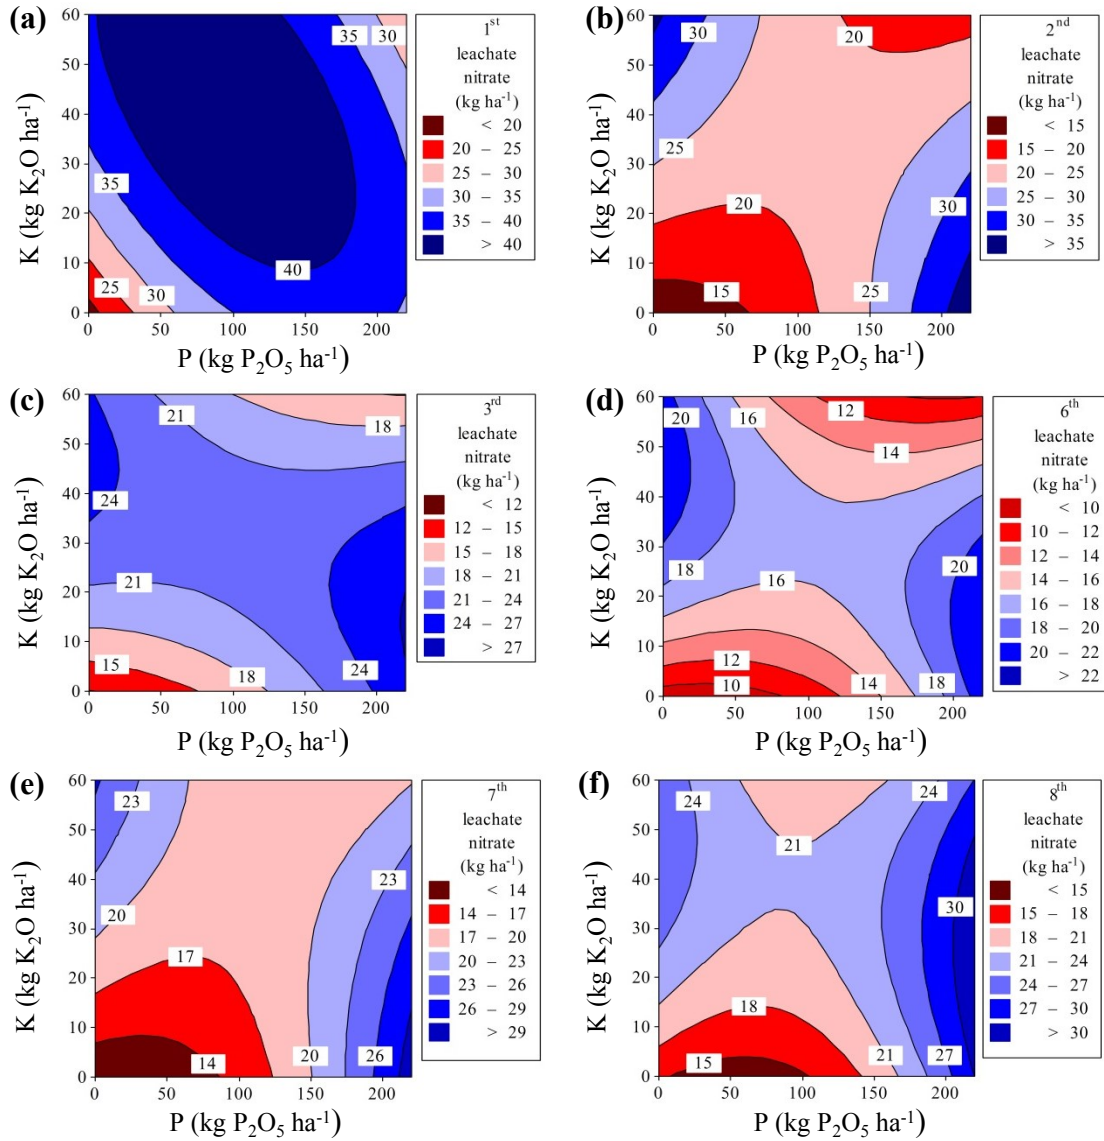 (a)
K (kg K₂O ha⁻¹)
60
50
40
30
20
10
0
35
30
35
25
30
40
0
50
100
150
200
P (kg P₂O₅ ha⁻¹)
1st
leachate
nitrate
(kg ha⁻¹)
< 20
20 – 25
25 – 30
30 – 35
35 – 40
> 40
(b)
K (kg K₂O ha⁻¹)
60
50
40
30
20
10
0
30
20
25
20
30
15
25
0
50
100
150
200
P (kg P₂O₅ ha⁻¹)
2nd
leachate
nitrate
(kg ha⁻¹)
< 15
15 – 20
20 – 25
25 – 30
30 – 35
> 35
(c)
K (kg K₂O ha⁻¹)
60
50
40
30
20
10
0
21
18
24
21
15
18
24
0
50
100
150
200
P (kg P₂O₅ ha⁻¹)
3rd
leachate
nitrate
(kg ha⁻¹)
< 12
12 – 15
15 – 18
18 – 21
21 – 24
24 – 27
> 27
(d)
K (kg K₂O ha⁻¹)
60
50
40
30
20
10
0
20
16
12
14
18
16
20
12
10
14
18
0
50
100
150
200
P (kg P₂O₅ ha⁻¹)
6th
leachate
nitrate
(kg ha⁻¹)
< 10
10 – 12
12 – 14
14 – 16
16 – 18
18 – 20
20 – 22
> 22
(e)
K (kg K₂O ha⁻¹)
60
50
40
30
20
10
0
23
23
20
17
14
20
26
0
50
100
150
200
P (kg P₂O₅ ha⁻¹)
7th
leachate
nitrate
(kg ha⁻¹)
< 14
14 – 17
17 – 20
20 – 23
23 – 26
26 – 29
> 29
(f)
K (kg K₂O ha⁻¹)
60
50
40
30
20
10
0
24
24
21
30
18
15
21
27
0
50
100
150
200
P (kg P₂O₅ ha⁻¹)
8th
leachate
nitrate
(kg ha⁻¹)
< 15
15 – 18
18 – 21
21 – 24
24 – 27
27 – 30
> 30